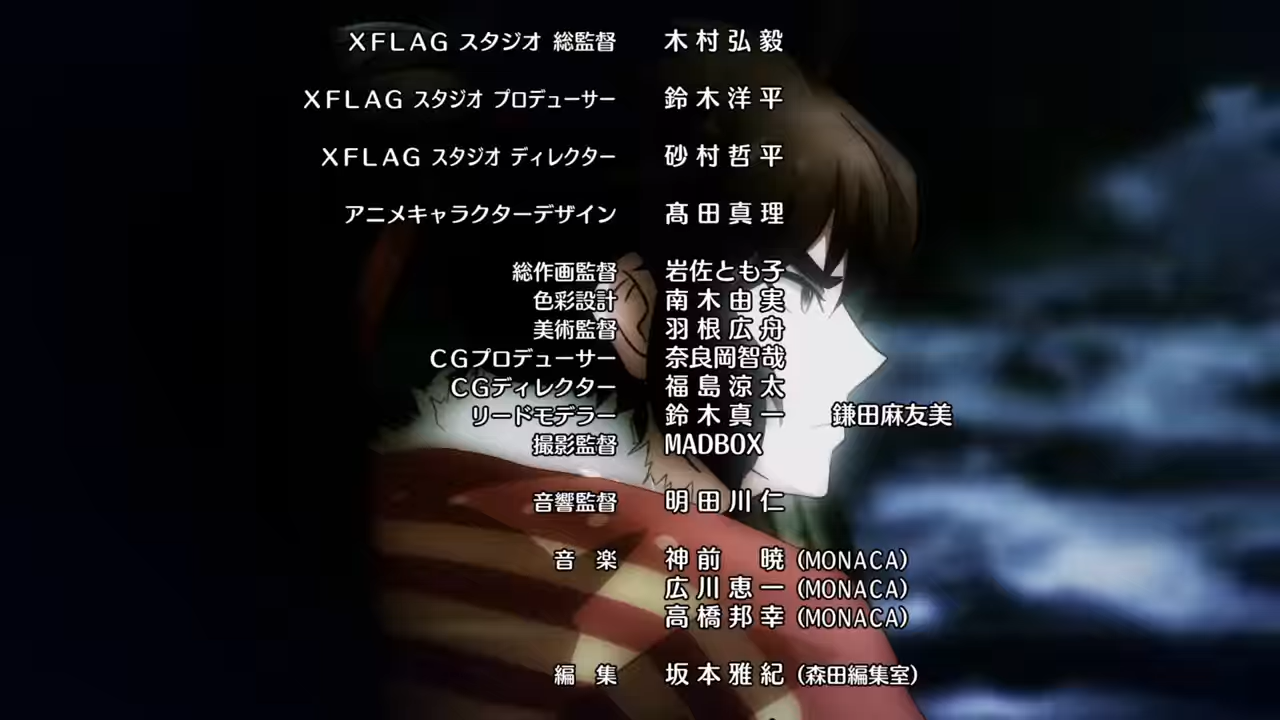 XFLAG スタジオ 総監督 木村弘毅
XFLAG スタジオ プロデューサー 鈴木洋平
XFLAG スタジオ ディレクター 砂村哲平
アニメキャラクターデザイン 髙田真理
総作画監督 岩佐とも子
色彩設計 南木由実
美術監督 羽根広舟
CGプロデューサー 奈良岡智哉
CGディレクター 福島涼太
リードモデラー 鈴木真一 鎌田麻友美
撮影監督 MADBOX
音響監督 明田川仁
音楽 神前 暁 (MONACA)
広川恵一 (MONACA)
高橋邦幸 (MONACA)
編集 坂本雅紀 (森田編集室)